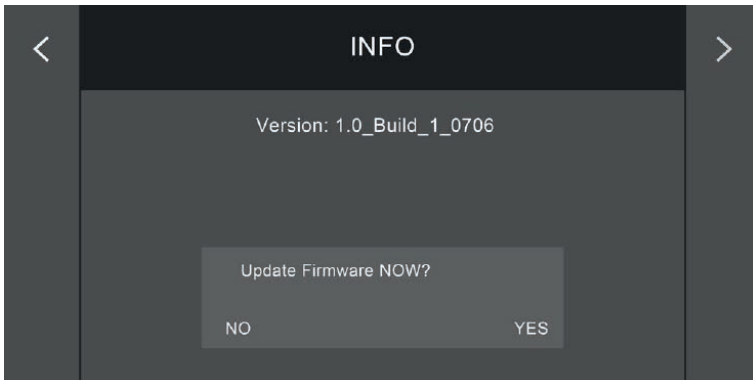 INFO
Version: 1.0_Build_1_0706
Update Firmware NOW?
NO YES